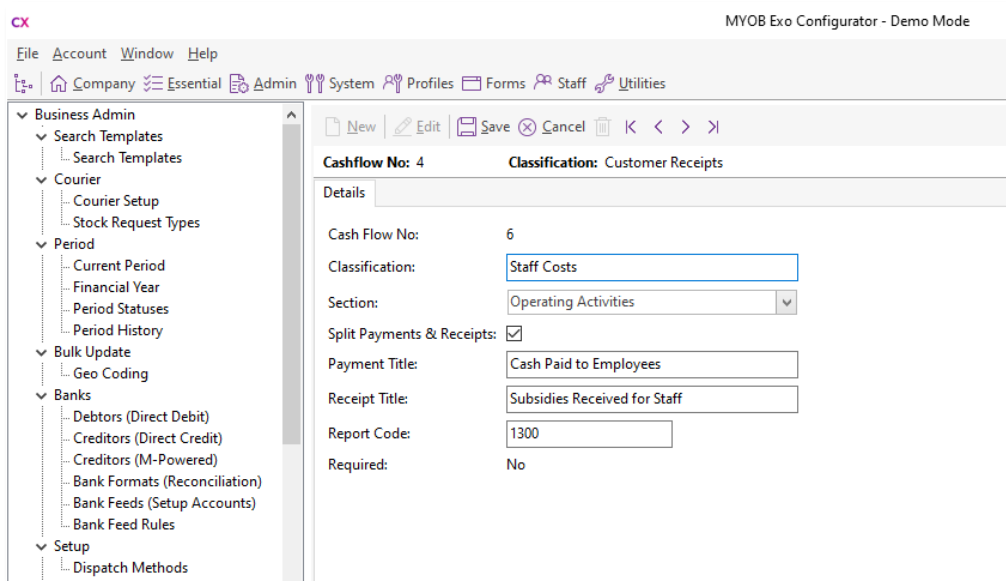 CX MYOB Exo Configurator - Demo Mode
File Account Window Help
Company Essential Admin System Profiles Forms Staff Utilities
Business Admin
Search Templates
Search Templates
Courier
Courier Setup
Stock Request Types
Period
Current Period
Financial Year
Period Statuses
Period History
Bulk Update
Geo Coding
Banks
Debtors (Direct Debit)
Creditors (Direct Credit)
Creditors (M-Powered)
Bank Formats (Reconciliation)
Bank Feeds (Setup Accounts)
Bank Feed Rules
Setup
Dispatch Methods
New Edit Save Cancel
Cashflow No: 4 Classification: Customer Receipts
Details
Cash Flow No: 6
Classification: Staff Costs
Section: Operating Activities
Split Payments & Receipts:
Payment Title: Cash Paid to Employees
Receipt Title: Subsidies Received for Staff
Report Code: 1300
Required: No